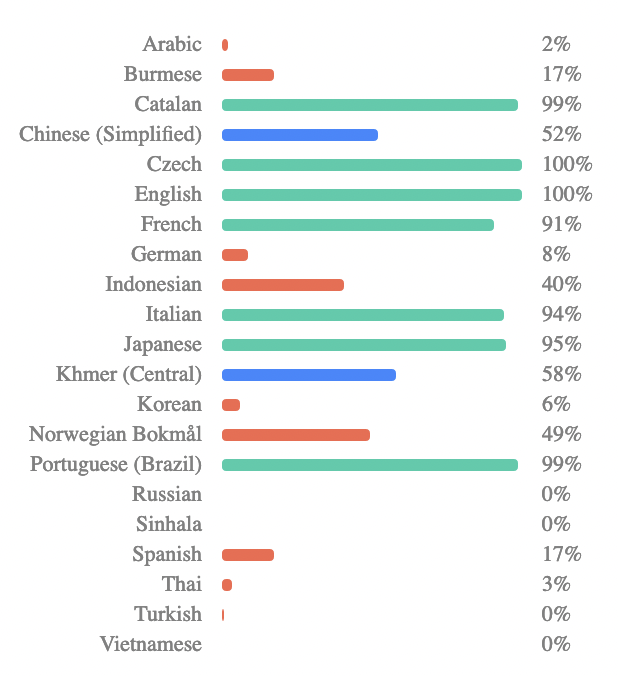 Arabic 2%
Burmese 17%
Catalan 99%
Chinese (Simplified) 52%
Czech 100%
English 100%
French 91%
German 8%
Indonesian 40%
Italian 94%
Japanese 95%
Khmer (Central) 58%
Korean 6%
Norwegian Bokmål 49%
Portuguese (Brazil) 99%
Russian 0%
Sinhala 0%
Spanish 17%
Thai 3%
Turkish 0%
Vietnamese 0%